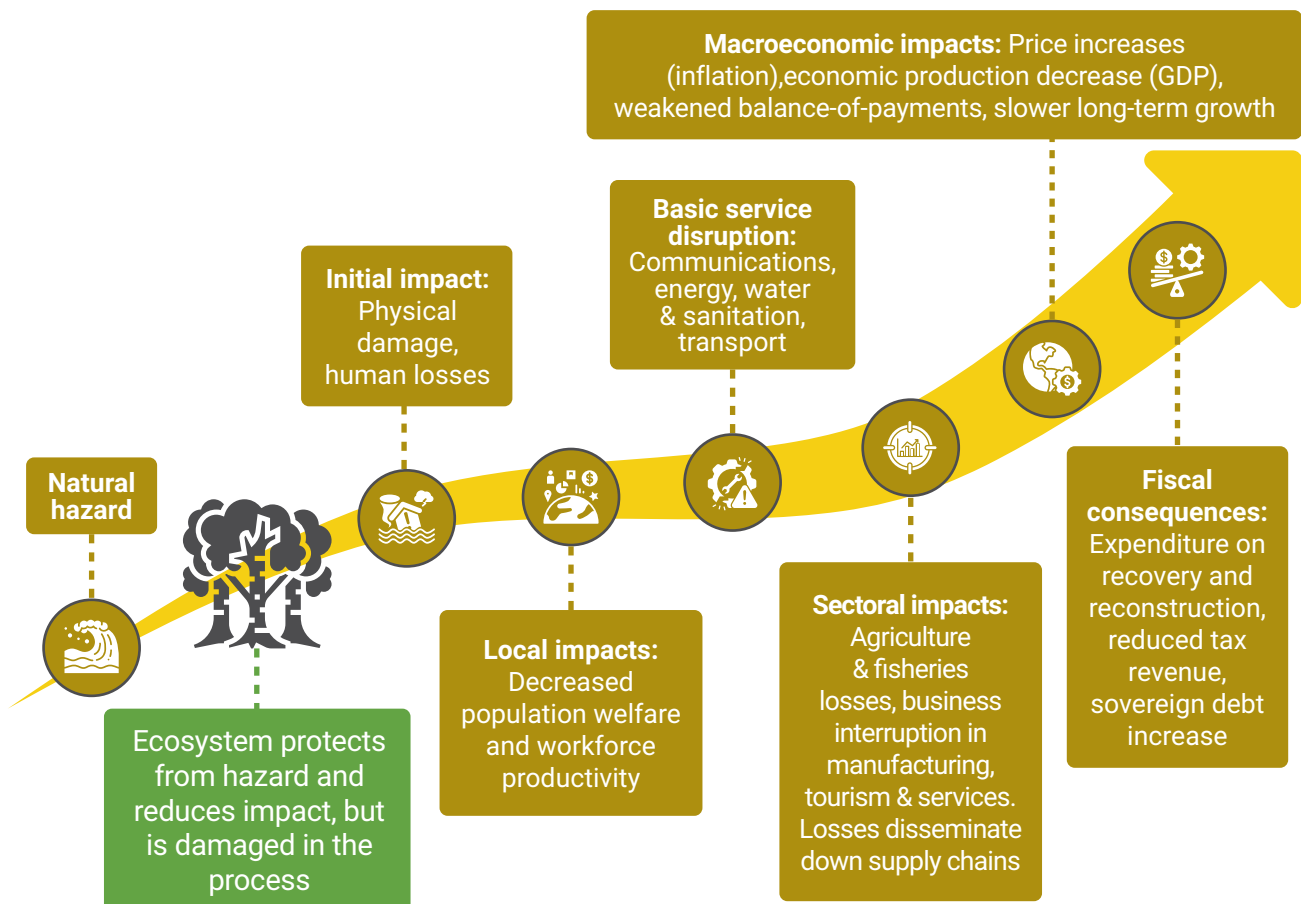 Natural
hazard
Ecosystem protects
from hazard and
reduces impact, but
is damaged in the
process
Initial impact:
Physical
damage,
human losses
Local impacts:
Decreased
population welfare
and workforce
productivity
Basic service
disruption:
Communications,
energy, water
& sanitation,
transport
Sectoral impacts:
Agriculture
& fisheries
losses, business
interruption in
manufacturing,
tourism & services.
Losses disseminate
down supply chains
Macroeconomic impacts: Price increases
(inflation),economic production decrease (GDP),
weakened balance-of-payments, slower long-term growth
Fiscal
consequences:
Expenditure on
recovery and
reconstruction,
reduced tax
revenue,
sovereign debt
increase